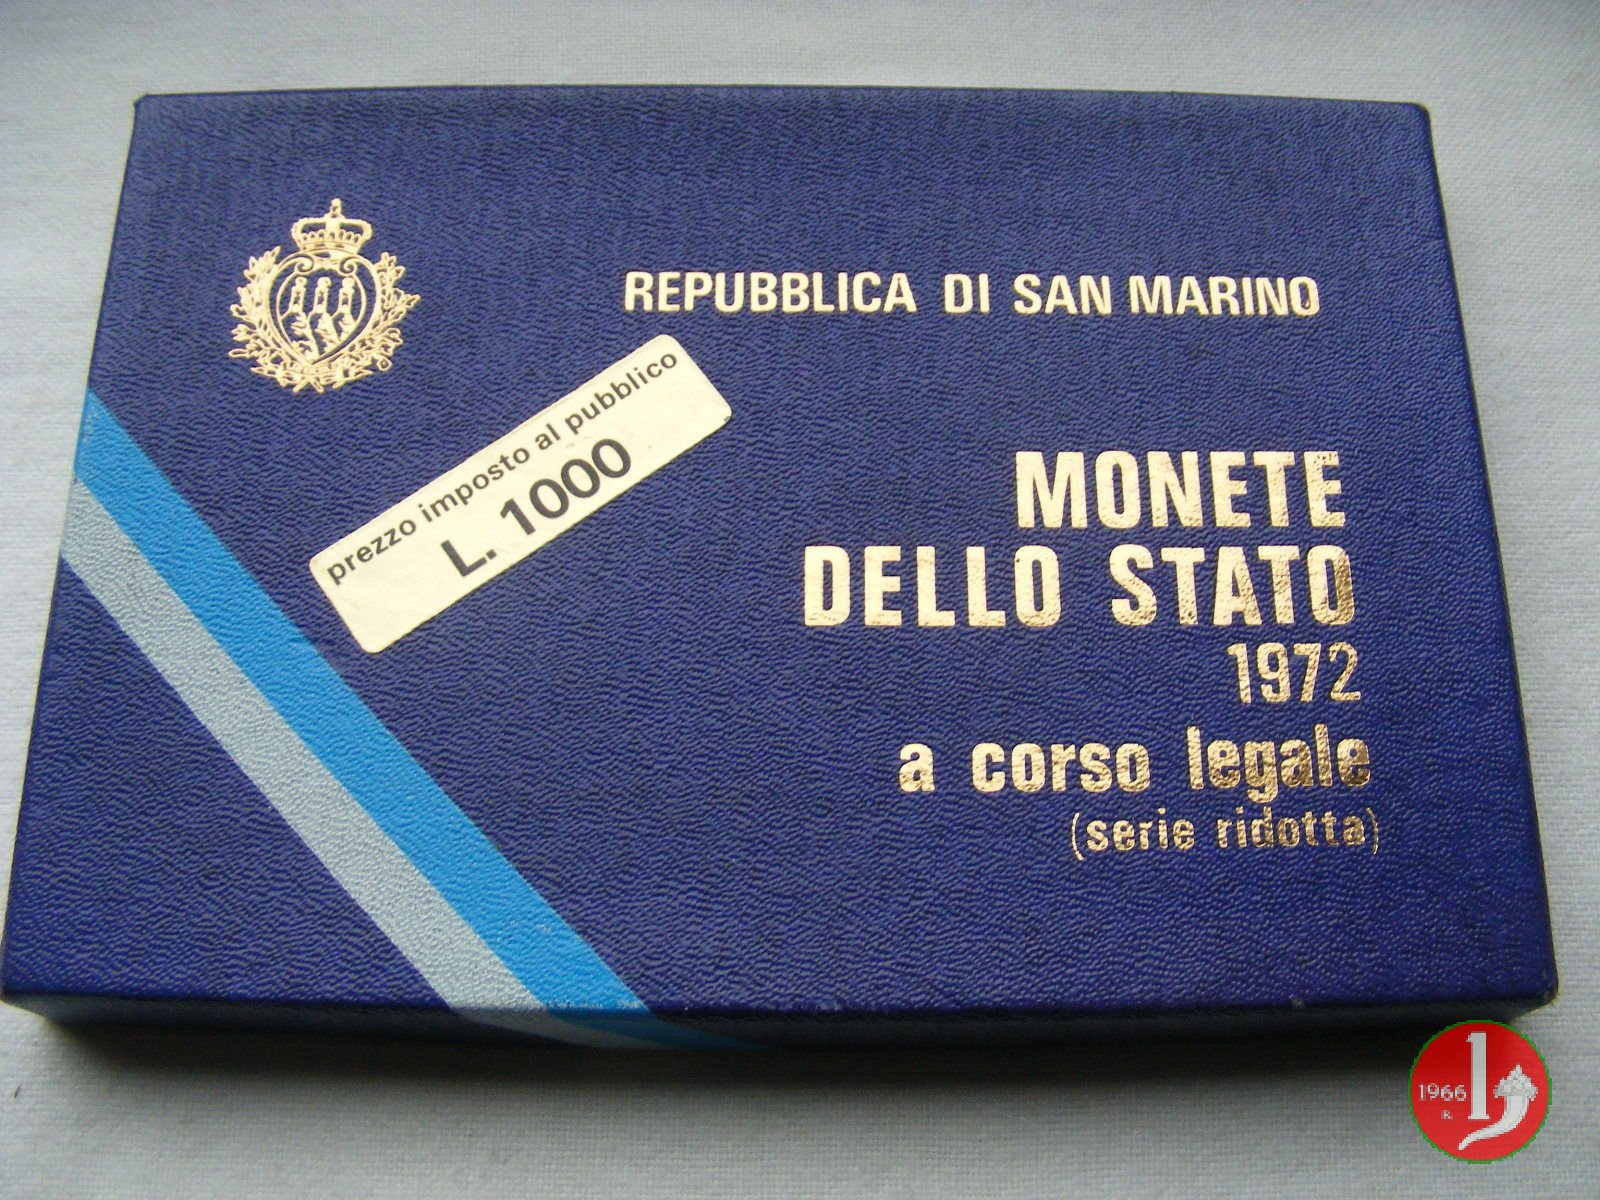 REPUBBLICA DI SAN MARINO
prezzo imposto al pubblico
L. 1000
MONETE
DELLO STATO
1972
a corso legale
(serie ridotta)
1966
R